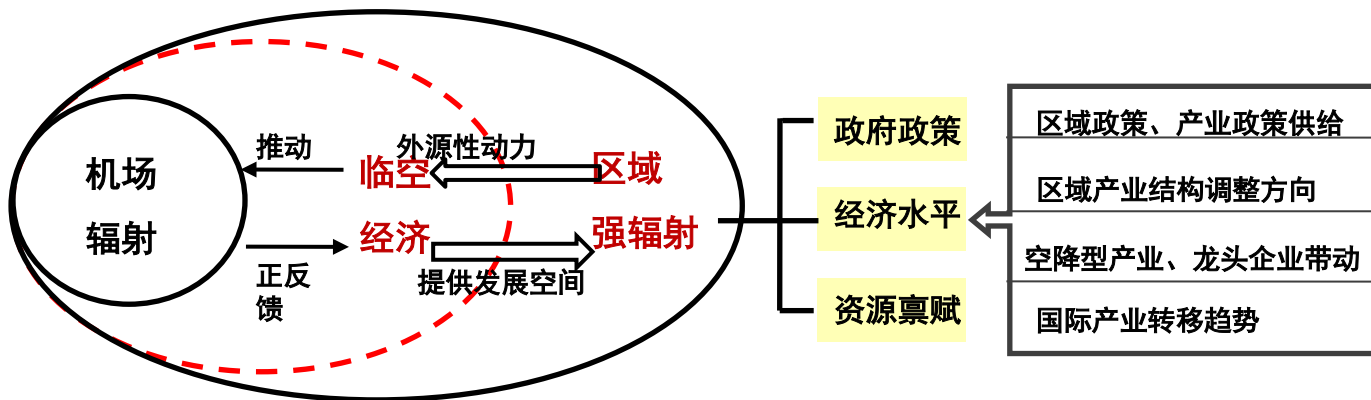 机场
辐射
推动
正反
馈
临空
经济
外源性动力
提供发展空间
区域
强辐射
政府政策
经济水平
资源禀赋
区域政策、产业政策供给
区域产业结构调整方向
空降型产业、龙头企业带动
国际产业转移趋势